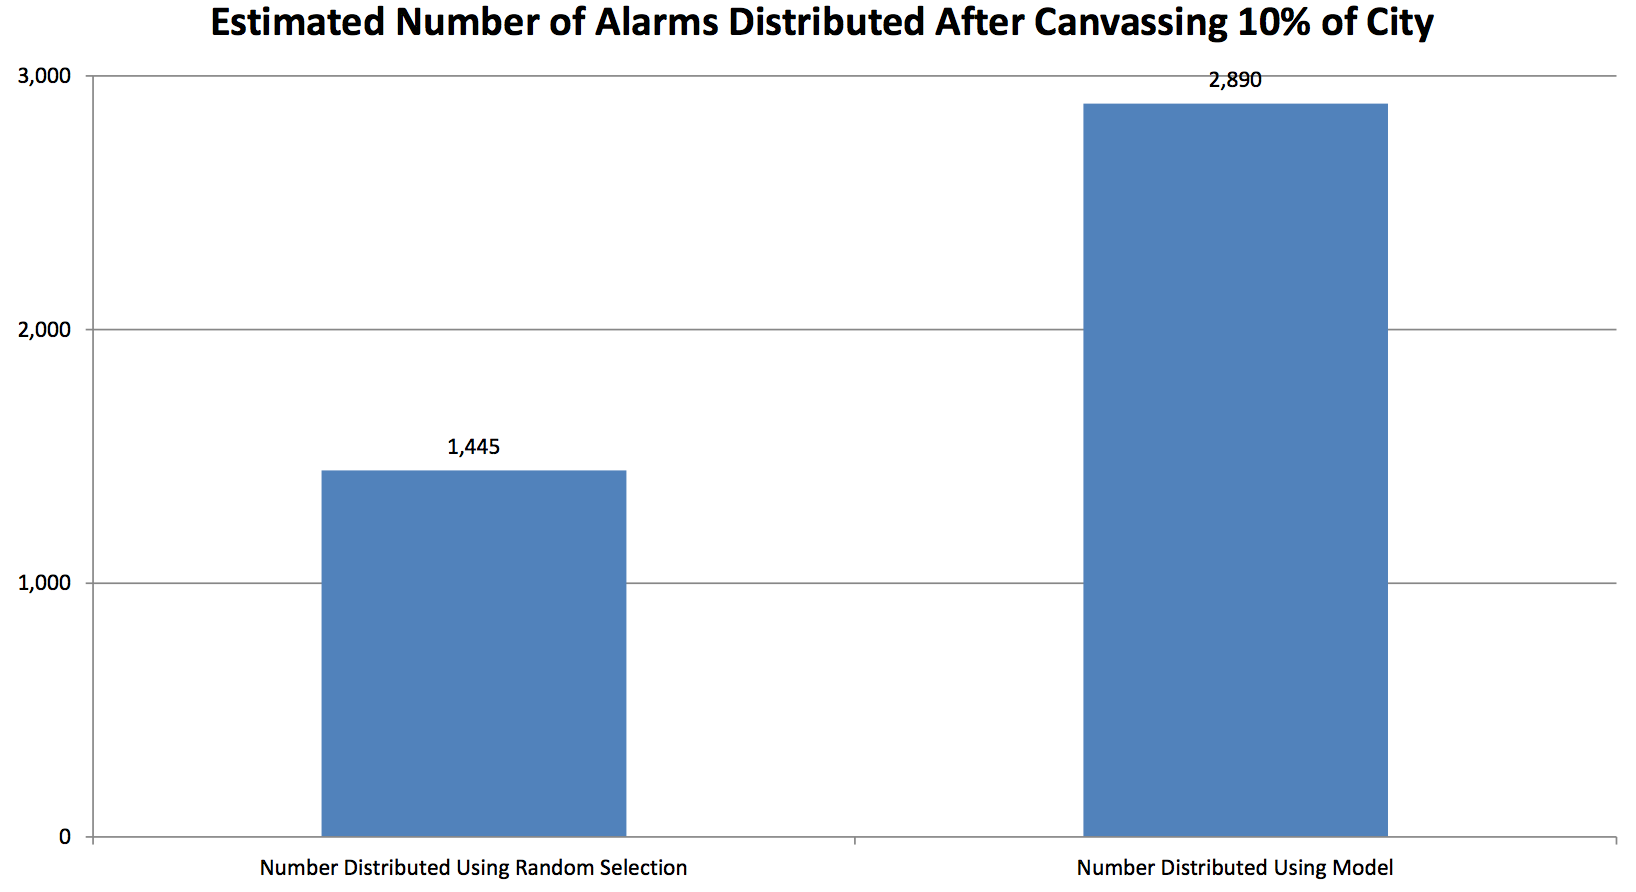 Estimated Number of Alarms Distributed After Canvassing 10% of City
3,000
2,890
2,000
1,445
1,000
0
Number Distributed Using Random Selection
Number Distributed Using Model